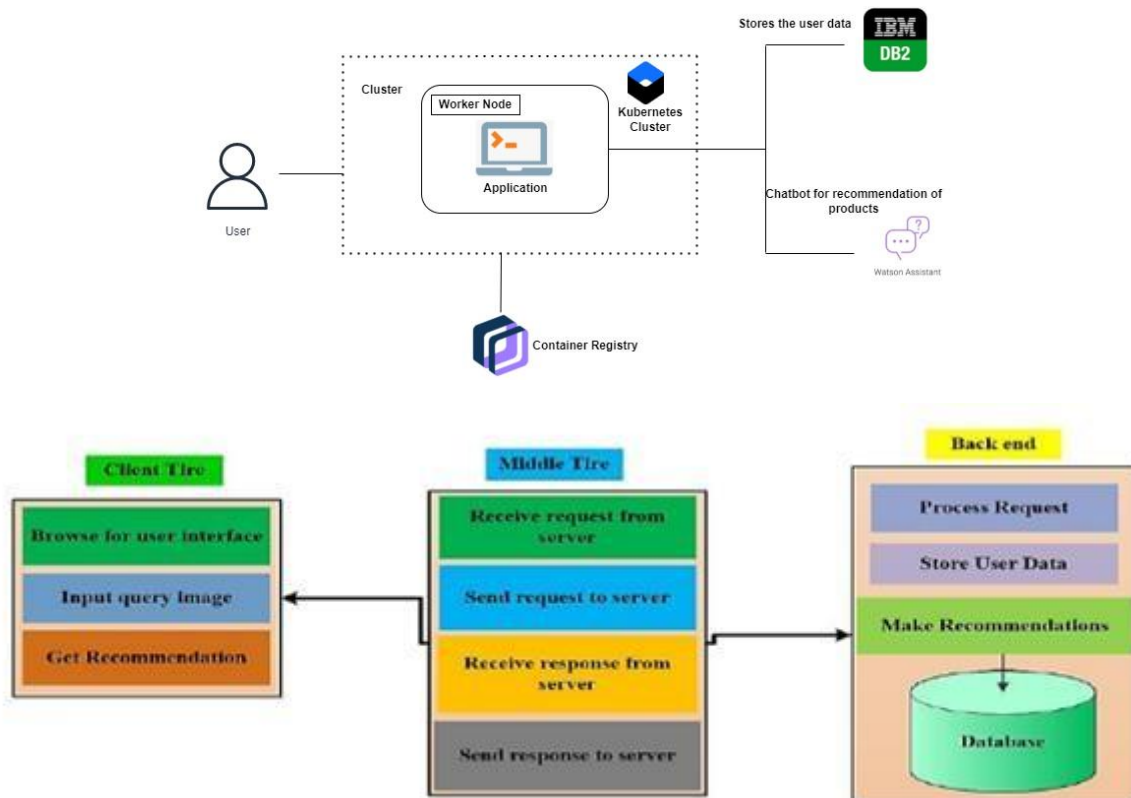 Stores the user data
IBM
DB2
Cluster
Worker Node
Kubernetes
Cluster
Application
User
Chatbot for recommendation of
products
Watson Assistant
Container Registry
Client Tire
Browse for user interface
Input query Image
Get Recommendation
Middle Tire
Receive request from
server
Send request to server
Receive response from
server
Send response to server
Back end
Process Request
Store User Data
Make Recommendations
Database